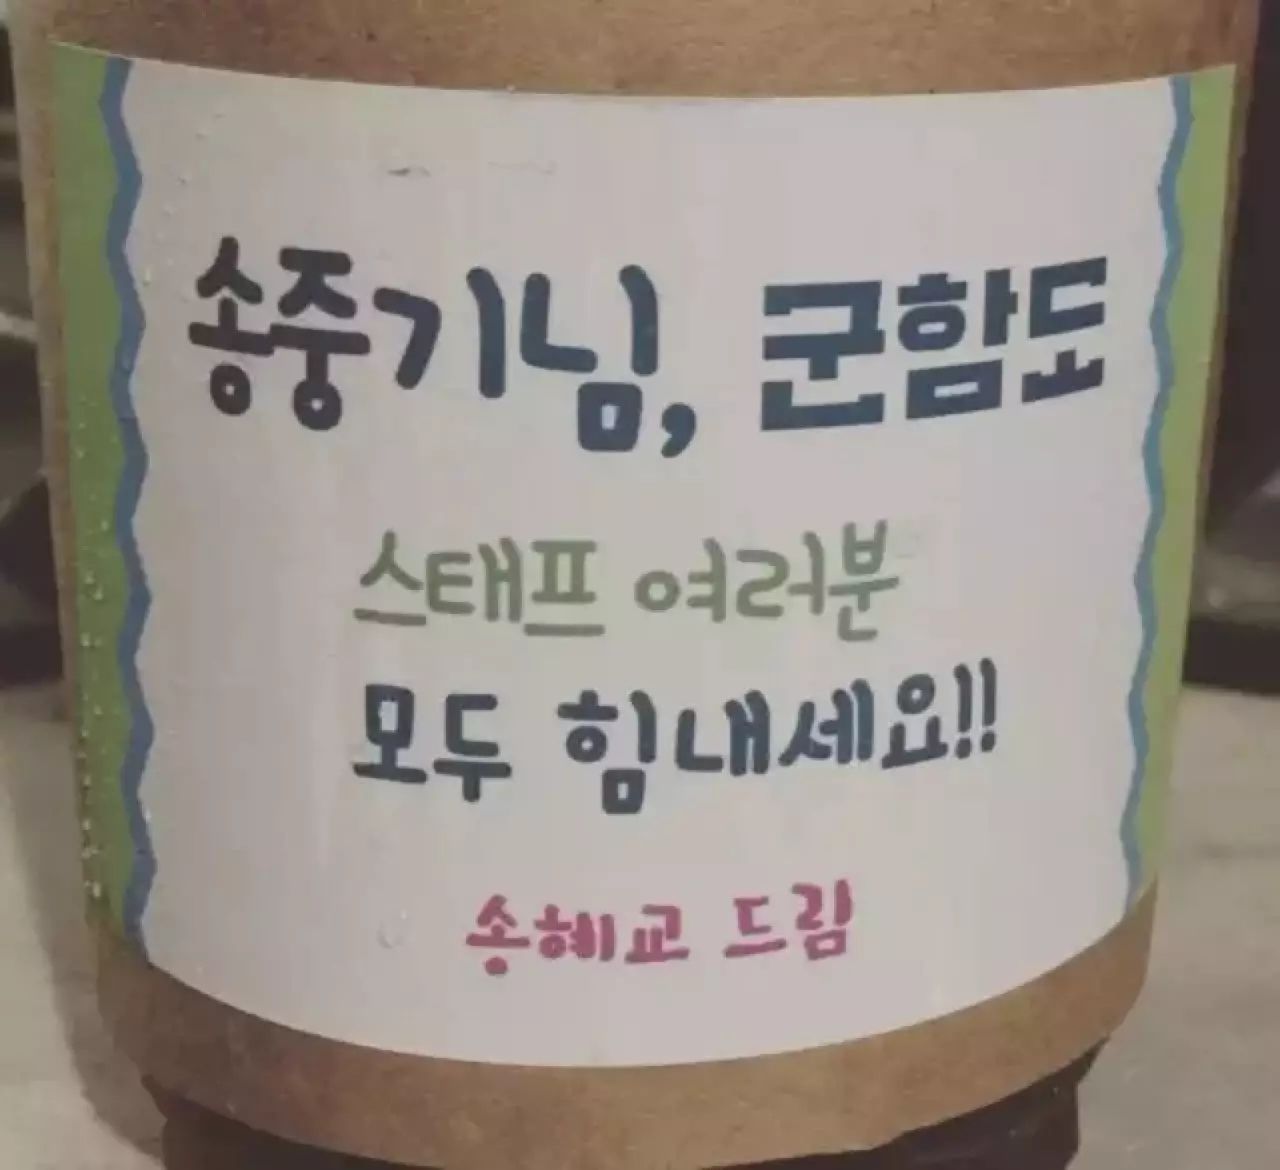 송중기님, 군함도
스태프 여러분
모두 힘내세요!!
송혜교 드림